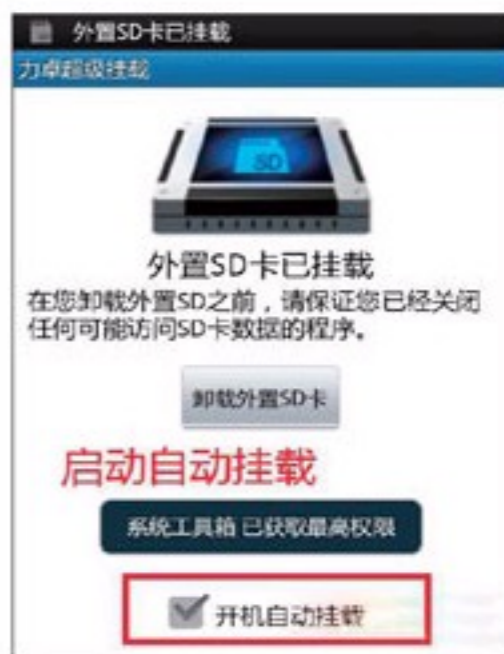 外置SD卡已挂载
力卓超级挂载
SD
外置SD卡已挂载
在您卸载外置SD之前，请保证您已经关闭
任何可能访问SD卡数据的程序。
卸载外置SD卡
启动自动挂载
系统工具箱 已获取最高权限
开机自动挂载